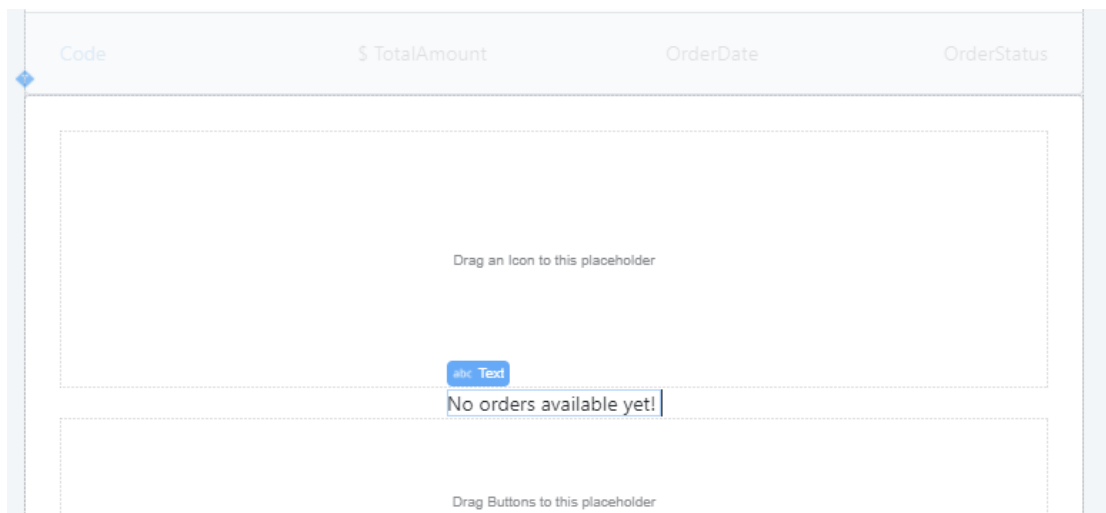 Code $ TotalAmount OrderDate OrderStatus
Drag an Icon to this placeholder
abc Text
No orders available yet!
Drag Buttons to this placeholder